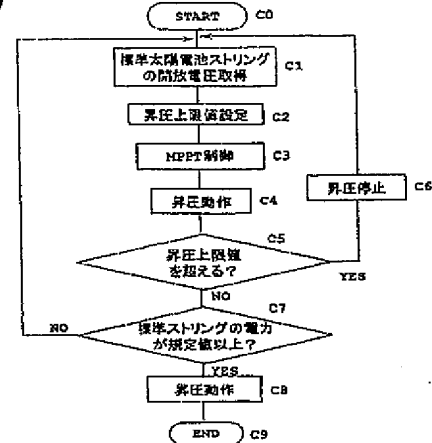 START C0
標準太陽電池ストリング
の開放電圧取得 C1
昇圧上限値設定 C2
MPPT制御 C3
昇圧動作 C4
昇圧停止 C6
C5
昇圧上限値
を超える?
YES
NO
C7
NO
標準ストリングの電力
が規定値以上?
YES
昇圧動作 C8
END C9